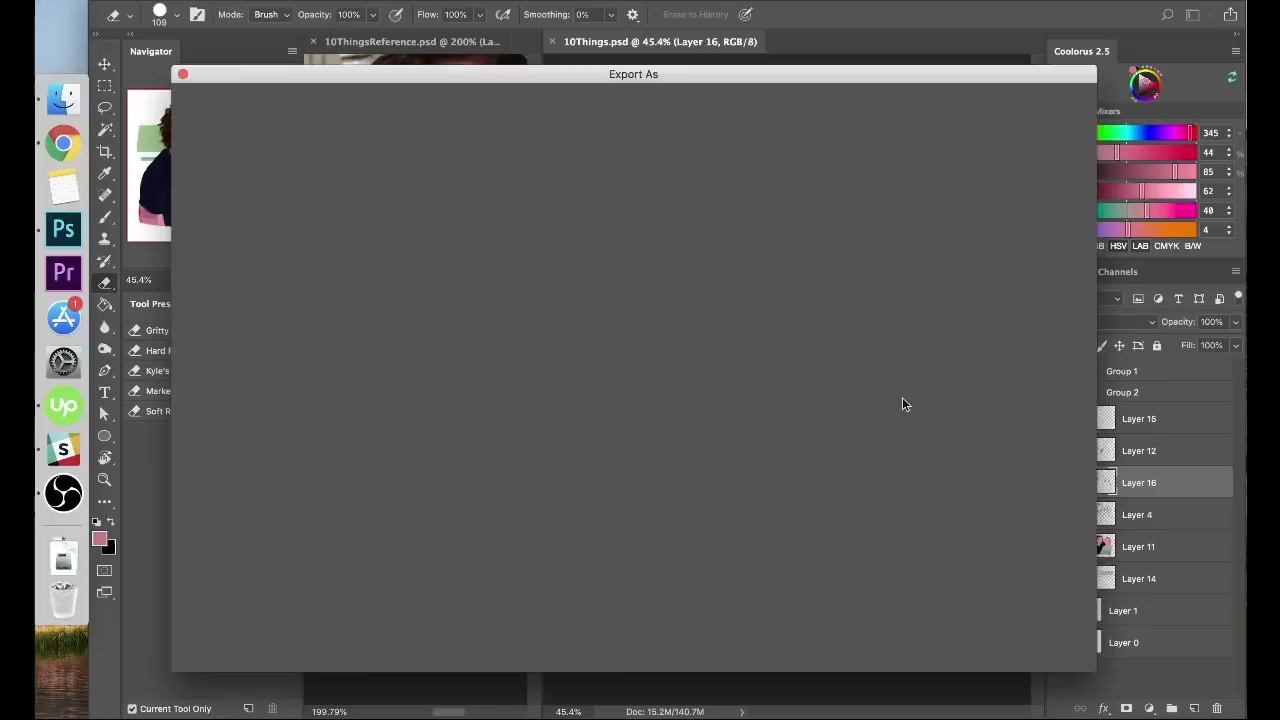 109
Mode: Brush
Opacity: 100%
Flow: 100%
Smoothing: 0%
Erase to History
Navigator
10ThingsReference.psd @ 200% (La...
10Things.psd @ 45.4% (Layer 16, RGB/8)
Coolorus 2.5
Export As
Mixers
345
44
%
85
%
62
40
4
HSV
LAB
CMYK
B/W
Channels
Opacity: 100%
Fill: 100%
Group 1
Group 2
Layer 15
Layer 12
Layer 16
Layer 4
Layer 11
Layer 14
Layer 1
Layer 0
45.4%
Tool Pres
Gritty
Hard
Kyle's
Marke
Soft R
Ps
Pr
1
Up
S
T
Current Tool Only
199.79%
45.4%
Doc: 15.2M/140.7M